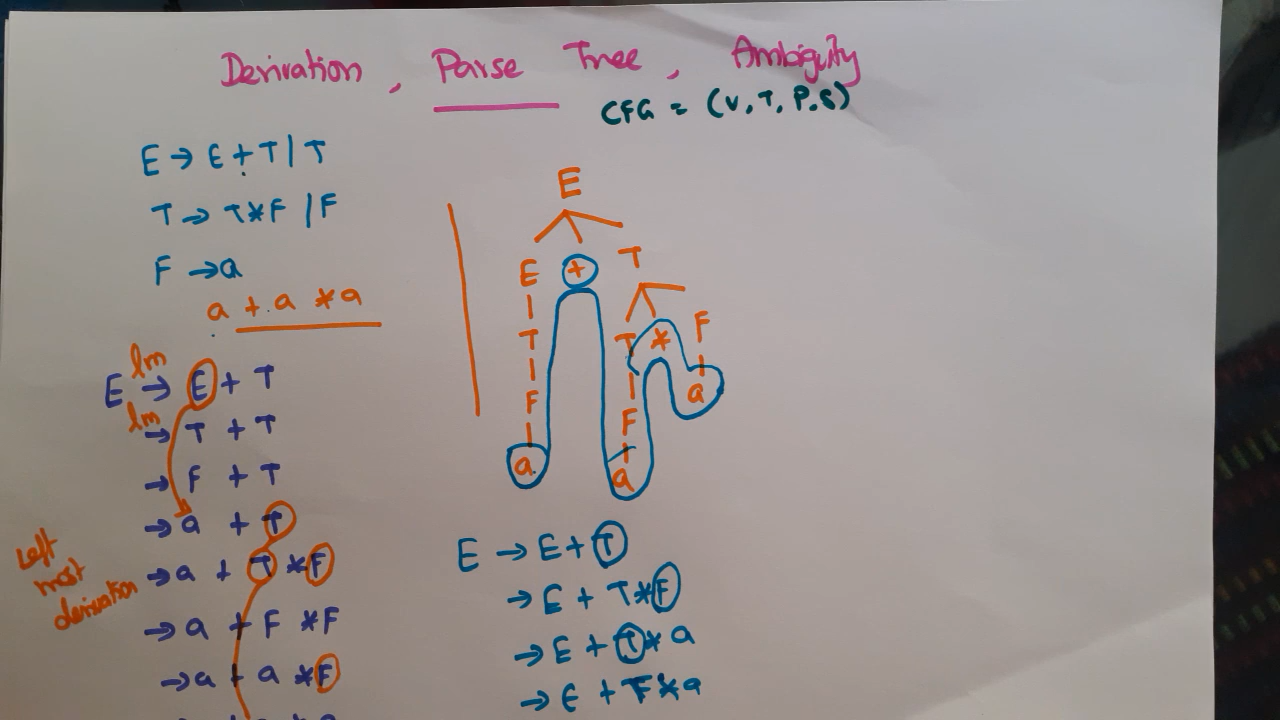 Derivation, Parse Tree, Ambiguity
CFG = (V, T, P, S)
E → E + T | T
T → T * F | F
F → a
a + a * a
E lm→ E + T
lm→ T + T
→ F + T
→ a + T
→ a + T * F
→ a + F * F
→ a + a * F
Left
most
derivation
E
E + T
T T * F
F F a
a a
E → E + T
→ E + T * F
→ E + T * a
→ E + F * a